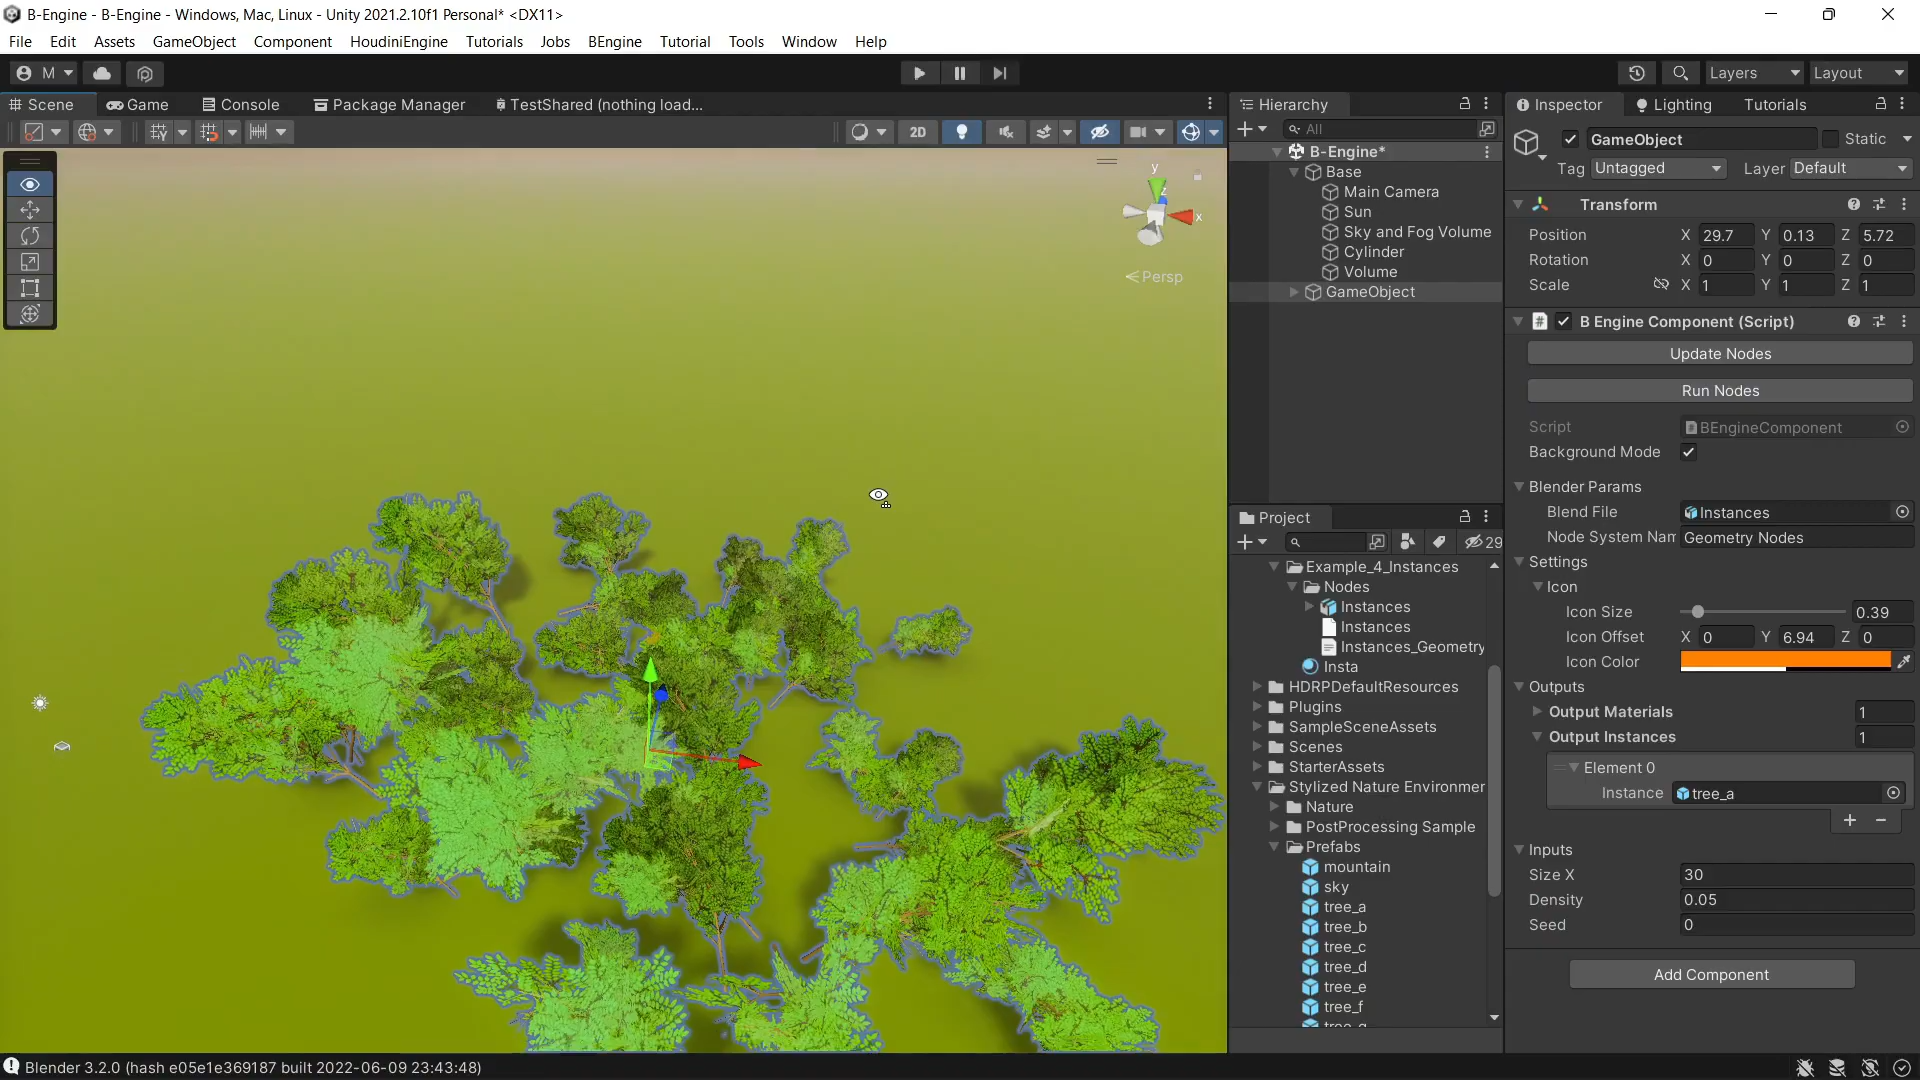 B-Engine - B-Engine - Windows, Mac, Linux - Unity 2021.2.10f1 Personal* <DX11>
File Edit Assets GameObject Component HoudiniEngine Tutorials Jobs BEngine Tutorial Tools Window Help
M
Layers Layout
Scene Game Console Package Manager TestShared (nothing load...
2D
y
z
x
Persp
Hierarchy
All
B-Engine*
Base
Main Camera
Sun
Sky and Fog Volume
Cylinder
Volume
GameObject
Project
29
Example_4_Instances
Nodes
Instances
Instances
Instances_Geometry
Insta
HDRPDefaultResources
Plugins
SampleSceneAssets
Scenes
StarterAssets
Stylized Nature Environmer
Nature
PostProcessing Sample
Prefabs
mountain
sky
tree_a
tree_b
tree_c
tree_d
tree_e
tree_f
Inspector Lighting Tutorials
GameObject Static
Tag Untagged Layer Default
Transform
Position X 29.7 Y 0.13 Z 5.72
Rotation X 0 Y 0 Z 0
Scale X 1 Y 1 Z 1
# B Engine Component (Script)
Update Nodes
Run Nodes
Script BEngineComponent
Background Mode
Blender Params
Blend File Instances
Node System Nam Geometry Nodes
Settings
Icon
Icon Size 0.39
Icon Offset X 0 Y 6.94 Z 0
Icon Color
Outputs
Output Materials 1
Output Instances 1
Element 0
Instance tree_a
Inputs
Size X 30
Density 0.05
Seed 0
Add Component
Blender 3.2.0 (hash e05e1e369187 built 2022-06-09 23:43:48)